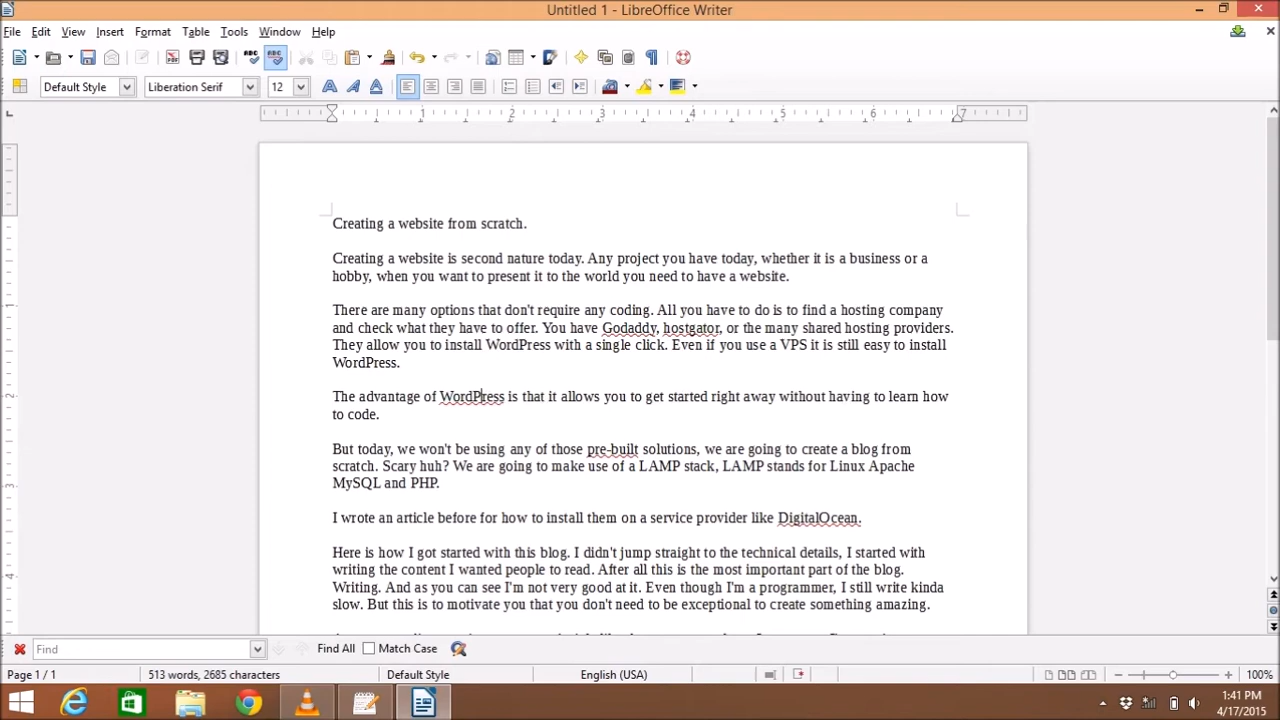 Untitled 1 - LibreOffice Writer
File Edit View Insert Format Table Tools Window Help
Default Style Liberation Serif 12
1 2 3 4 5 6 7
Creating a website from scratch.
Creating a website is second nature today. Any project you have today, whether it is a business or a
hobby, when you want to present it to the world you need to have a website.
There are many options that don't require any coding. All you have to do is to find a hosting company
and check what they have to offer. You have Godaddy, hostgator, or the many shared hosting providers.
They allow you to install WordPress with a single click. Even if you use a VPS it is still easy to install
WordPress.
The advantage of WordPress is that it allows you to get started right away without having to learn how
to code.
But today, we won't be using any of those pre-built solutions, we are going to create a blog from
scratch. Scary huh? We are going to make use of a LAMP stack, LAMP stands for Linux Apache
MySQL and PHP.
I wrote an article before for how to install them on a service provider like DigitalOcean.
Here is how I got started with this blog. I didn't jump straight to the technical details, I started with
writing the content I wanted people to read. After all this is the most important part of the blog.
Writing. And as you can see I'm not very good at it. Even though I'm a programmer, I still write kinda
slow. But this is to motivate you that you don't need to be exceptional to create something amazing.
Find Find All Match Case
Page 1 / 1 513 words, 2685 characters Default Style English (USA) 100%
1:41 PM
4/17/2015